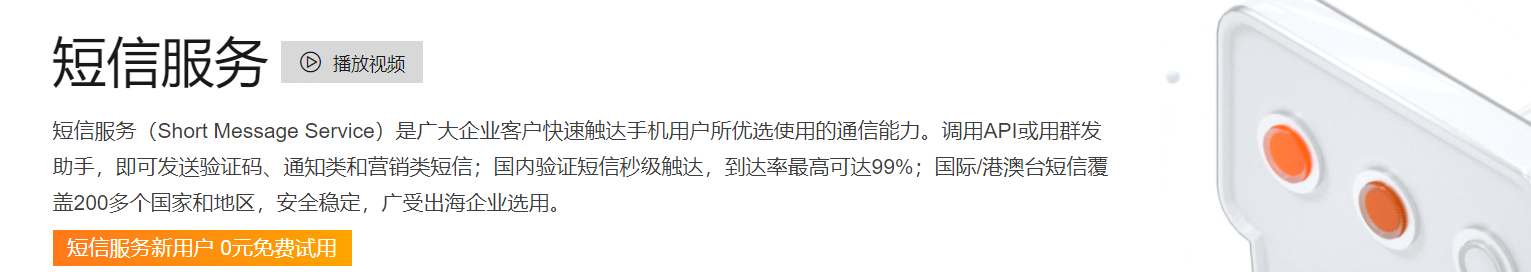 短信服务
播放视频
短信服务（Short Message Service）是广大企业客户快速触达手机用户所优选使用的通信能力。调用API或用群发
助手，即可发送验证码、通知类和营销类短信；国内验证短信秒级触达，到达率最高可达99%；国际/港澳台短信覆
盖200多个国家和地区，安全稳定，广受出海企业选用。
短信服务新用户 0元免费试用